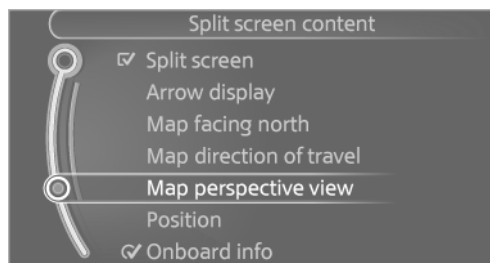 Split screen content
Split screen
Arrow display
Map facing north
Map direction of travel
Map perspective view
Position
Onboard info